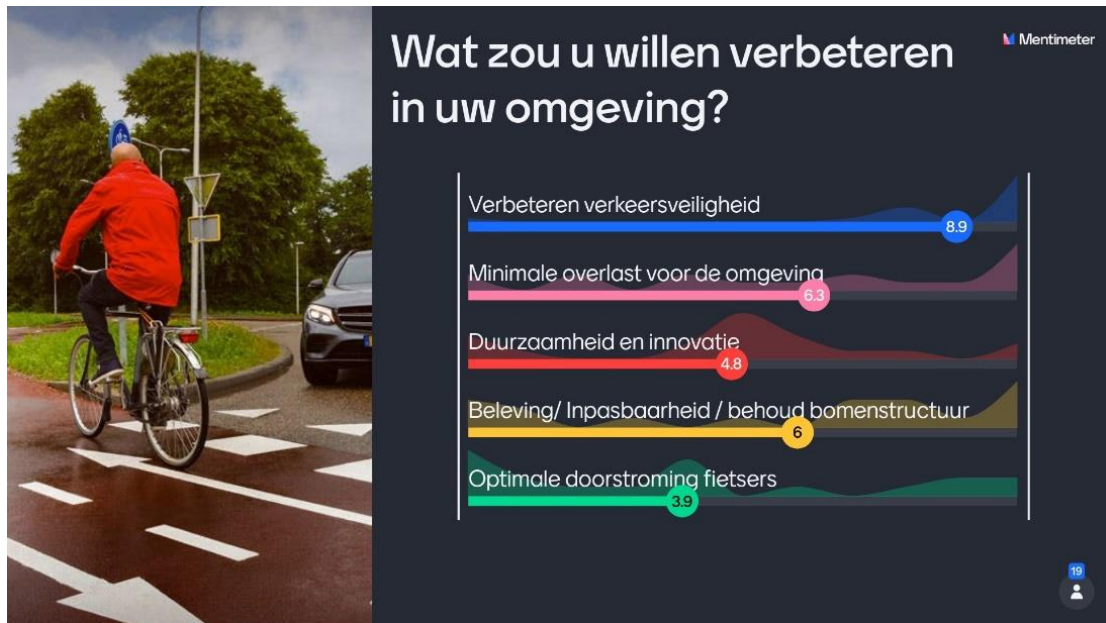 Wat zou u willen verbeteren
in uw omgeving?
Mentimeter
Verbeteren verkeersveiligheid
8.9
Minimale overlast voor de omgeving
6.3
Duurzaamheid en innovatie
4.8
Beleving/ Inpasbaarheid / behoud bomenstructuur
6
Optimale doorstroming fietsers
3.9
19